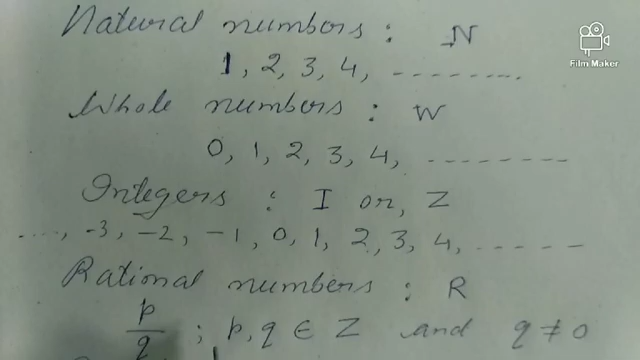 Natural numbers : N
Film Maker
1, 2, 3, 4, --------.
Whole numbers : W
0, 1, 2, 3, 4, --------
Integers : I or, Z
...., -3, -2, -1, 0, 1, 2, 3, 4, ------
Rational numbers : R
p/q ; p, q ∈ Z and q ≠ 0